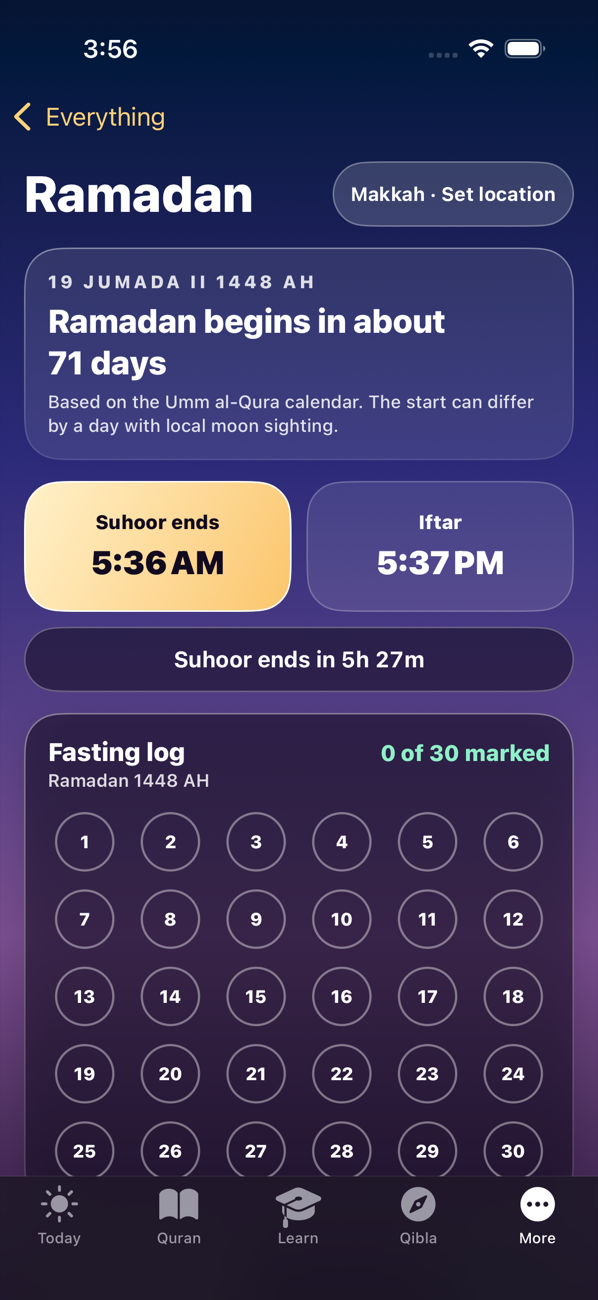 3:56
Everything
Ramadan
Makkah · Set location
19 JUMADA II 1448 AH
Ramadan begins in about
71 days
Based on the Umm al-Qura calendar. The start can differ
by a day with local moon sighting.
Suhoor ends
5:36 AM
Iftar
5:37 PM
Suhoor ends in 5h 27m
Fasting log
0 of 30 marked
Ramadan 1448 AH
1 2 3 4 5 6
7 8 9 10 11 12
13 14 15 16 17 18
19 20 21 22 23 24
25 26 27 28 29 30
Today Quran Learn Qibla More